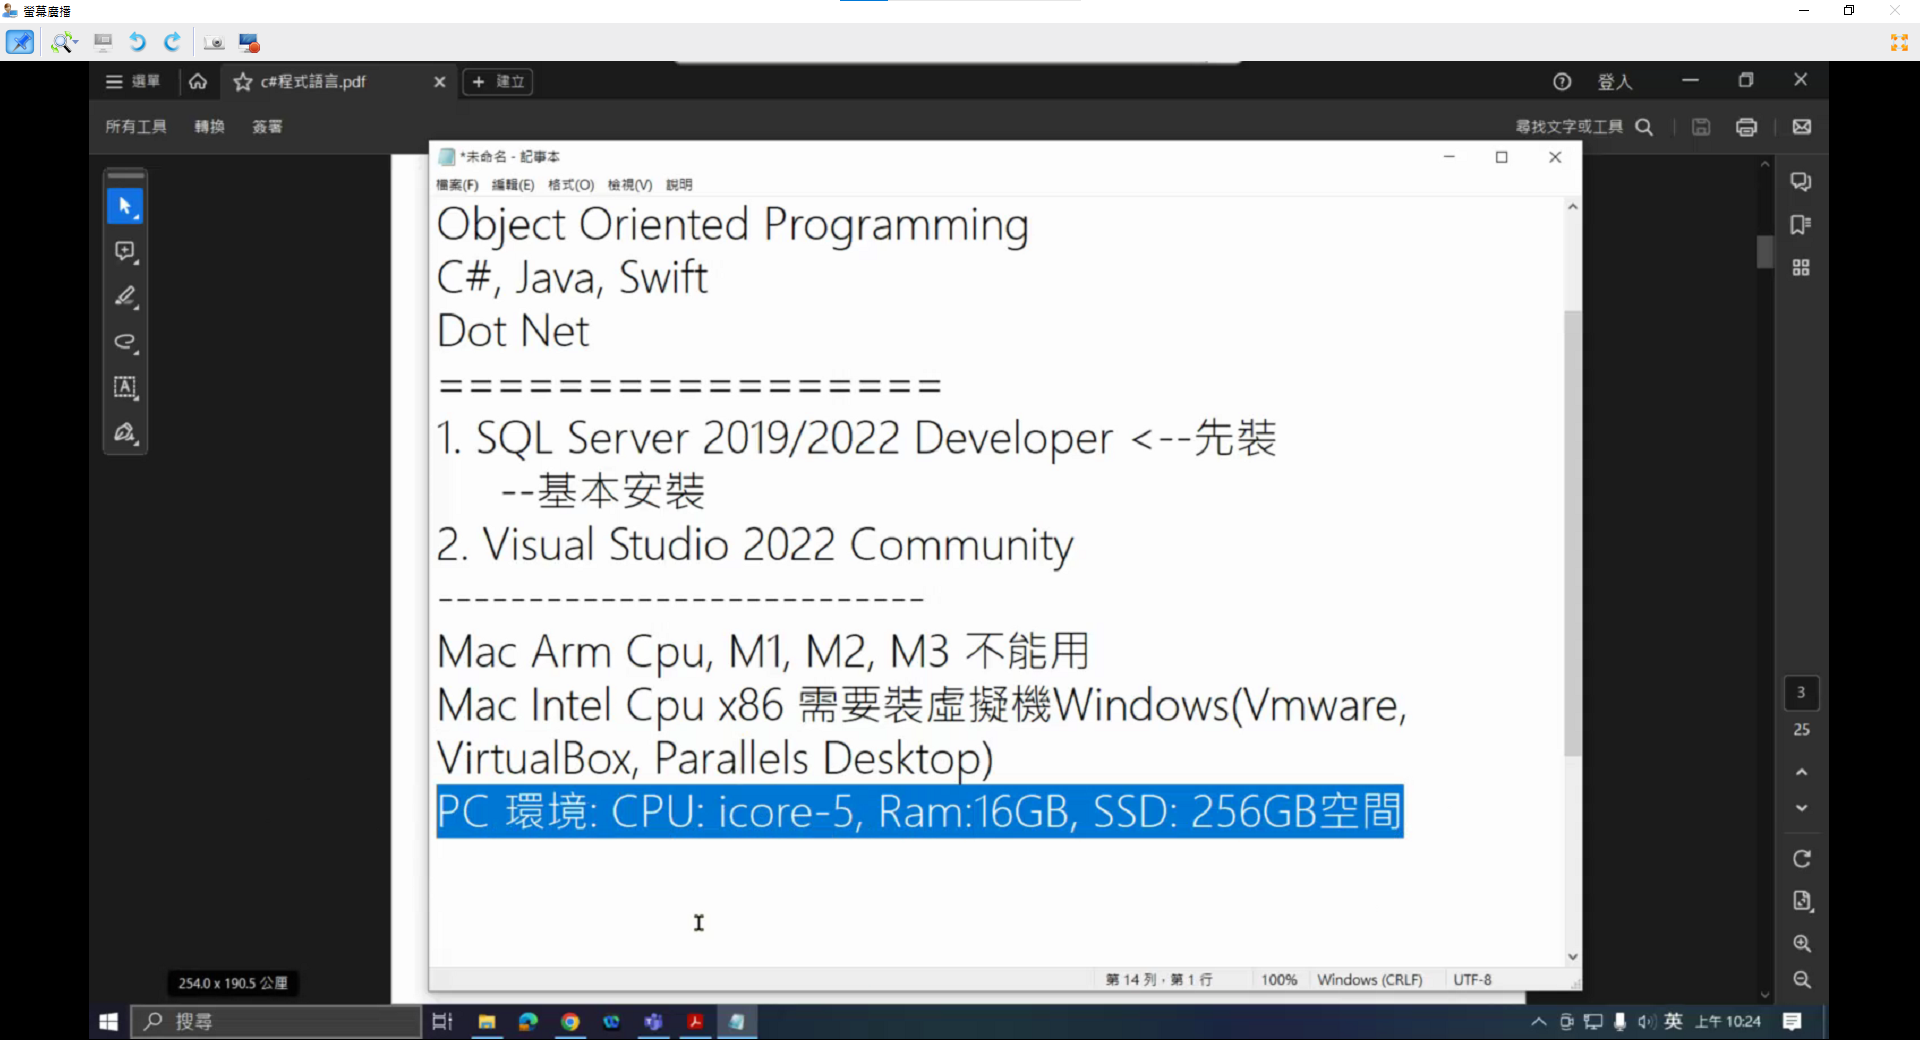 螢幕廣播
選單
c#程式語言.pdf
+ 建立
登入
所有工具 轉換 簽署
尋找文字或工具
*未命名 - 記事本
檔案(F) 編輯(E) 格式(O) 檢視(V) 說明
Object Oriented Programming
C#, Java, Swift
Dot Net
=================
1. SQL Server 2019/2022 Developer <--先裝
--基本安裝
2. Visual Studio 2022 Community
---------------------------
Mac Arm Cpu, M1, M2, M3 不能用
Mac Intel Cpu x86 需要裝虛擬機Windows(Vmware,
VirtualBox, Parallels Desktop)
PC 環境: CPU: icore-5, Ram:16GB, SSD: 256GB空間
3
25
254.0 x 190.5 公厘
第 14 列，第 1 行 100% Windows (CRLF) UTF-8
搜尋
英 上午 10:24